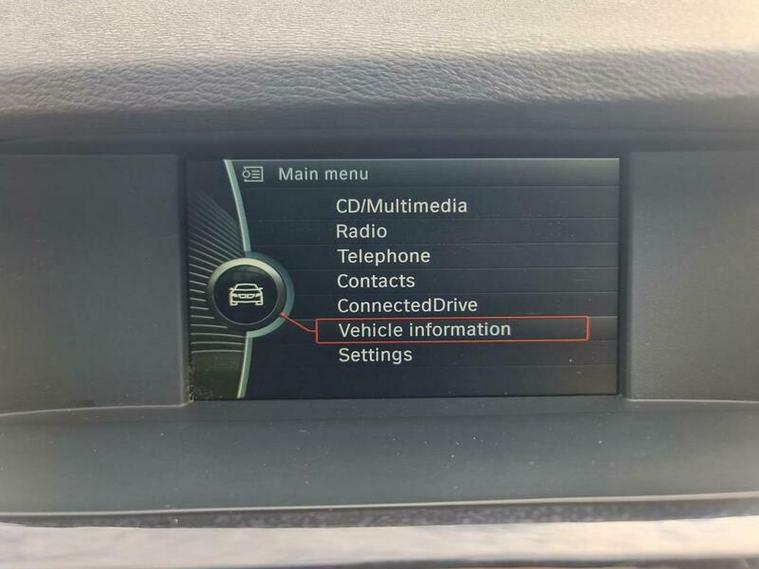 Main menu
CD/Multimedia
Radio
Telephone
Contacts
ConnectedDrive
Vehicle information
Settings